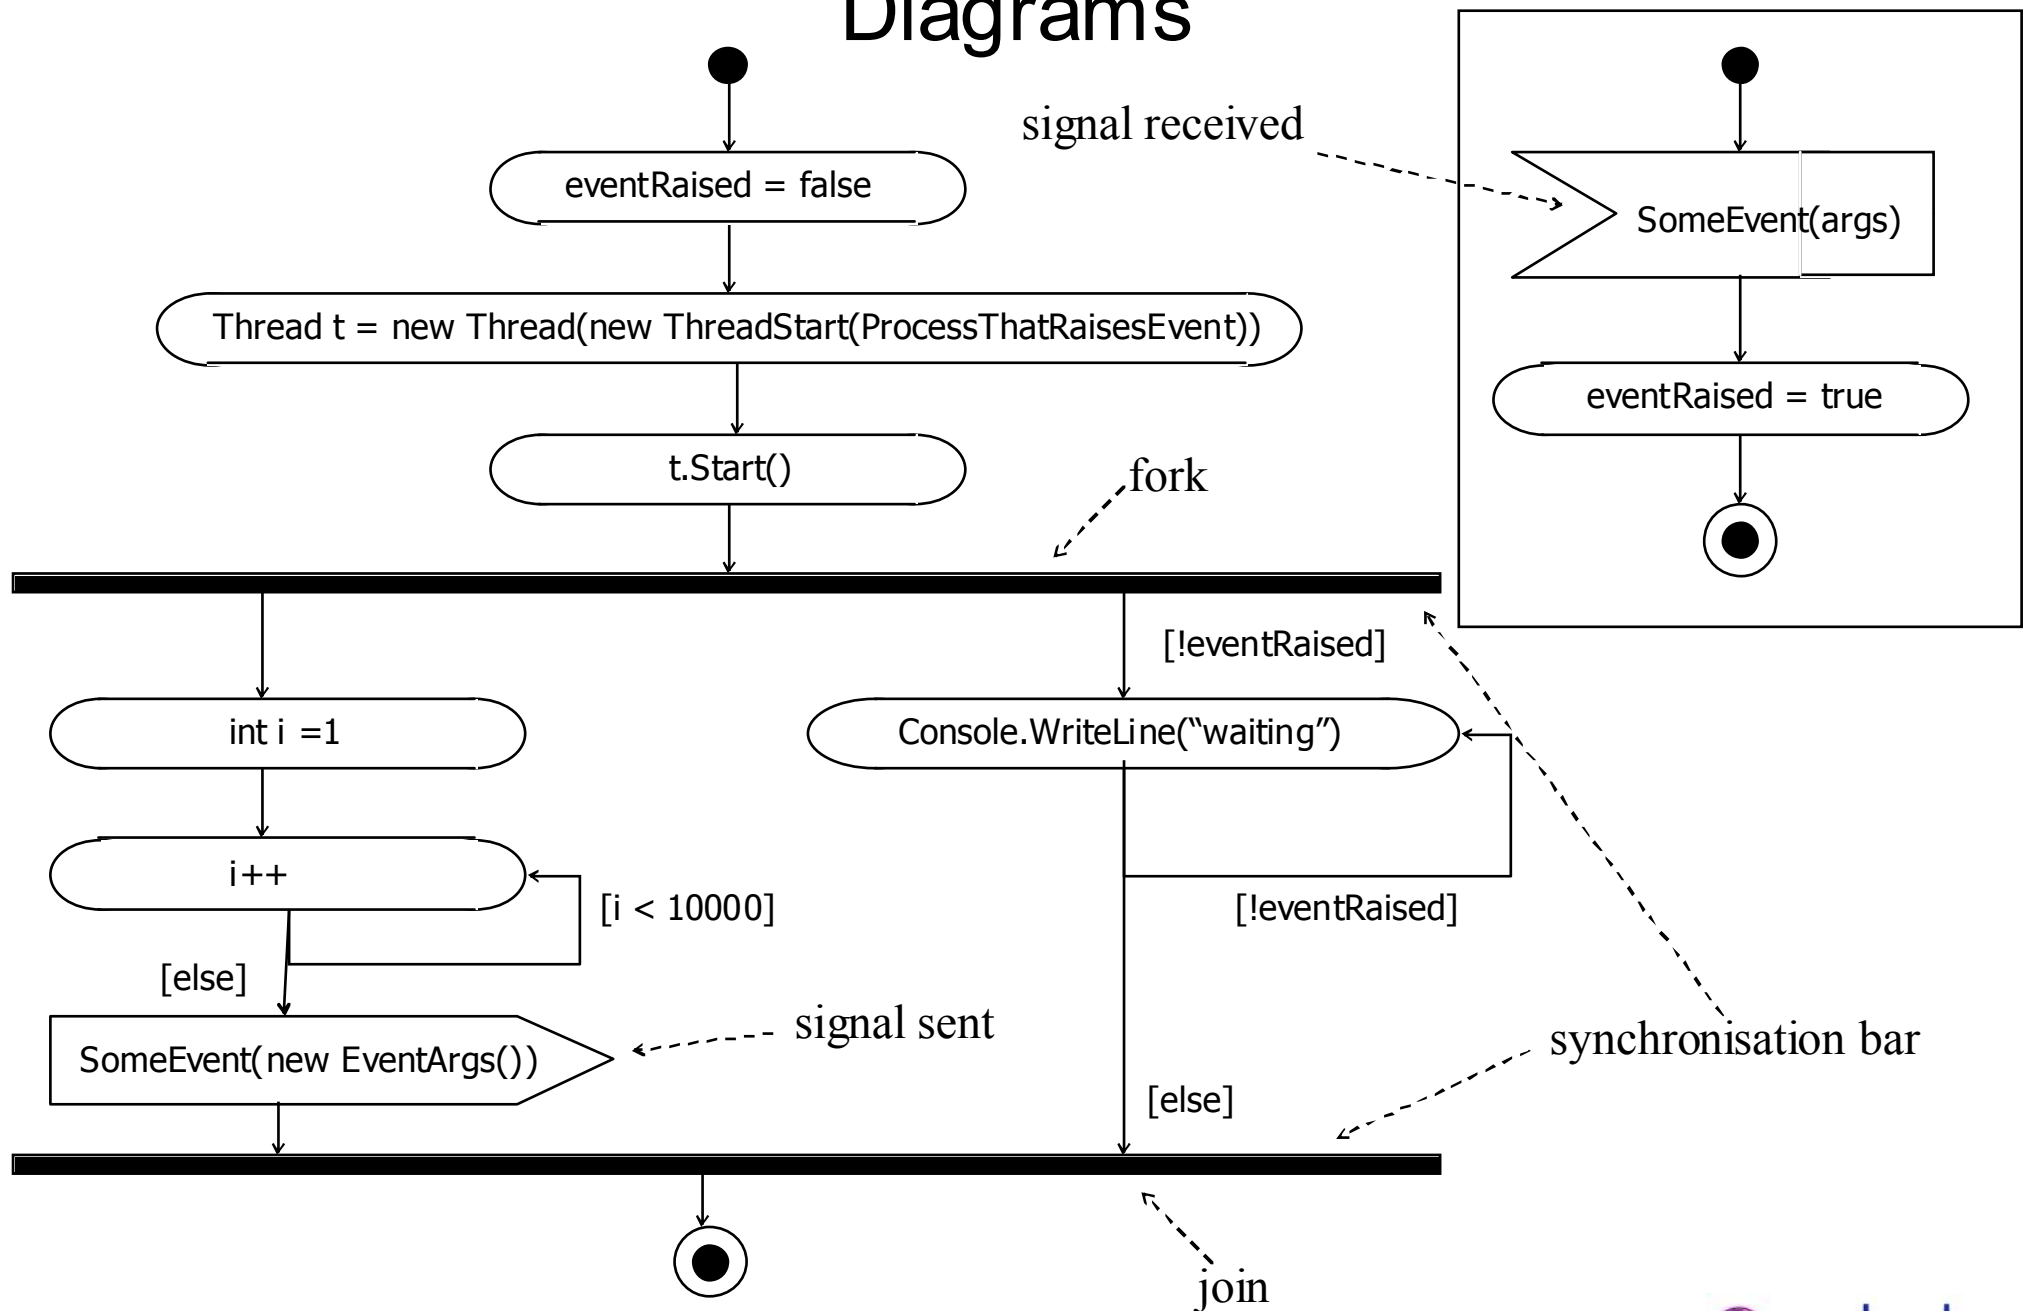 Diagrams
signal received
eventRaised = false
SomeEvent(args)
Thread t = new Thread(new ThreadStart(ProcessThatRaisesEvent))
eventRaised = true
t.Start()
fork
[!eventRaised]
int i =1
Console.WriteLine(“waiting”)
i++
[i < 10000]
[!eventRaised]
[else]
signal sent
SomeEvent(new EventArgs())
synchronisation bar
[else]
join